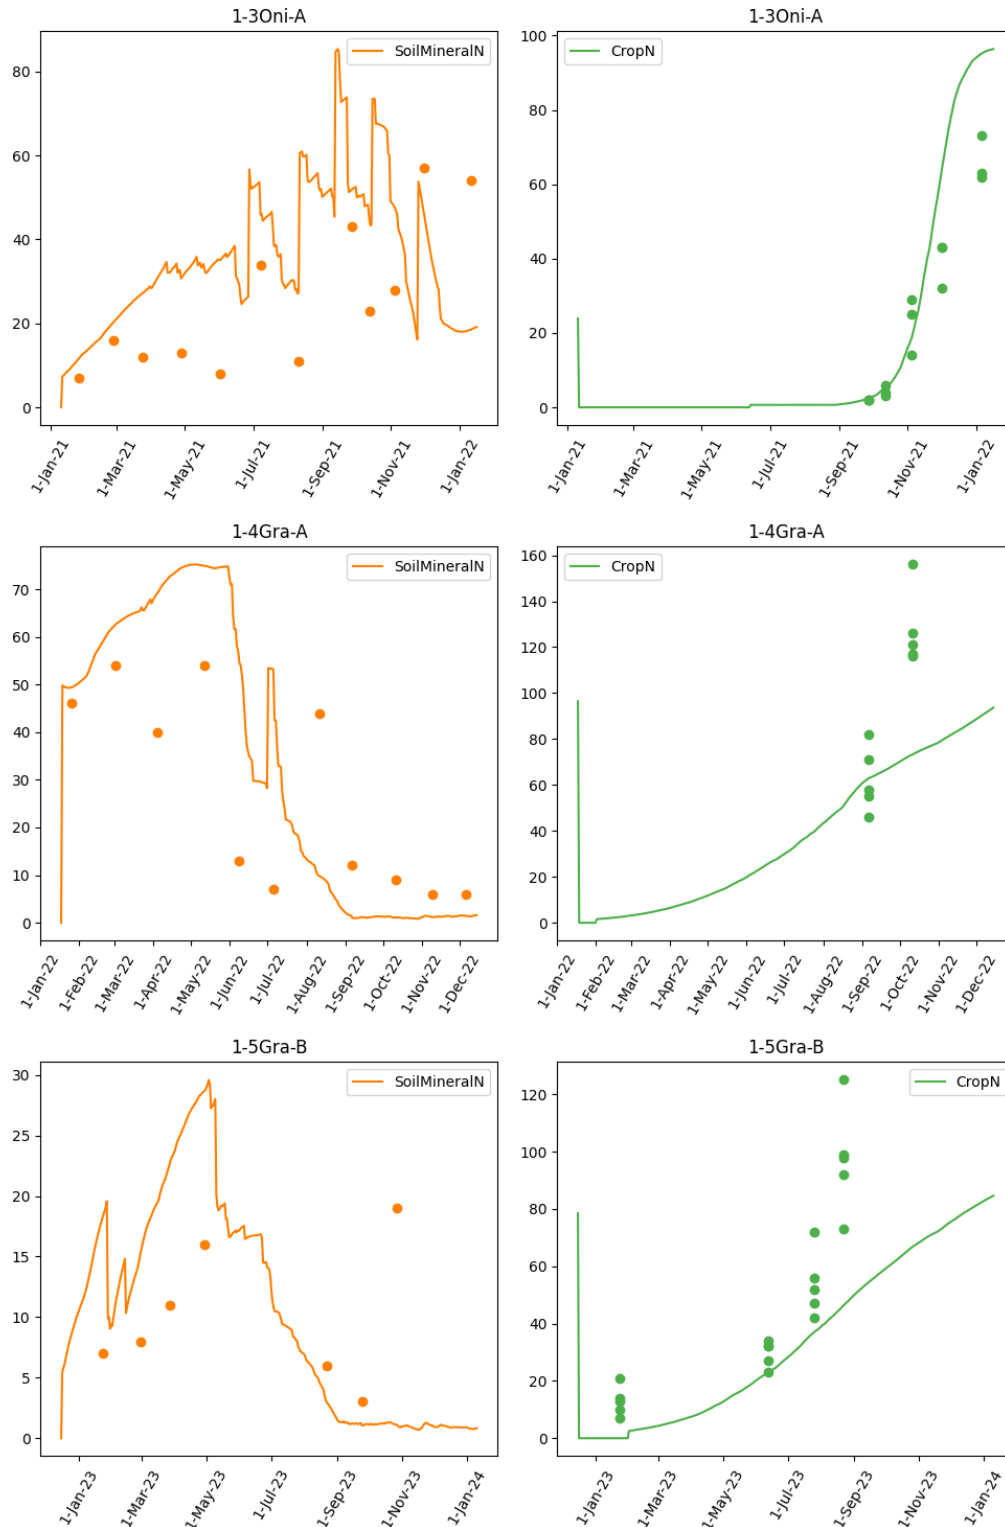 1-3Oni-A
SoilMineralN
80
60
40
20
0
1-Jan-21
1-Mar-21
1-May-21
1-Jul-21
1-Sep-21
1-Nov-21
1-Jan-22
1-3Oni-A
CropN
100
80
60
40
20
0
1-Jan-21
1-Mar-21
1-May-21
1-Jul-21
1-Sep-21
1-Nov-21
1-Jan-22
1-4Gra-A
SoilMineralN
70
60
50
40
30
20
10
0
1-Jan-22
1-Feb-22
1-Mar-22
1-Apr-22
1-May-22
1-Jun-22
1-Jul-22
1-Aug-22
1-Sep-22
1-Oct-22
1-Nov-22
1-Dec-22
1-4Gra-A
CropN
160
140
120
100
80
60
40
20
0
1-Jan-22
1-Feb-22
1-Mar-22
1-Apr-22
1-May-22
1-Jun-22
1-Jul-22
1-Aug-22
1-Sep-22
1-Oct-22
1-Nov-22
1-Dec-22
1-5Gra-B
SoilMineralN
30
25
20
15
10
5
0
1-Jan-23
1-Mar-23
1-May-23
1-Jul-23
1-Sep-23
1-Nov-23
1-Jan-24
1-5Gra-B
CropN
120
100
80
60
40
20
0
1-Jan-23
1-Mar-23
1-May-23
1-Jul-23
1-Sep-23
1-Nov-23
1-Jan-24